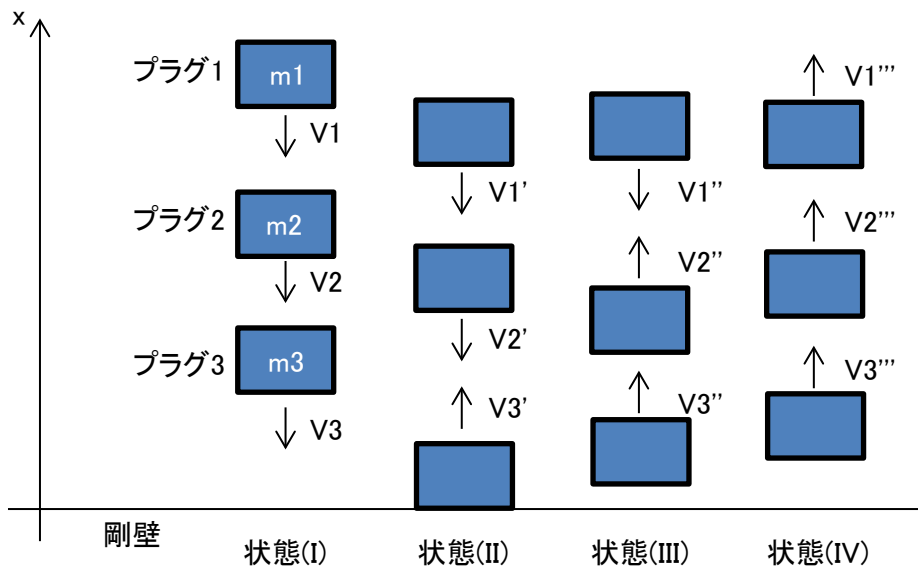 x
プラグ1
m1
V1
プラグ2
m2
V2
プラグ3
m3
V3
V1'
V2'
V3'
V1''
V2''
V3''
V1'''
V2'''
V3'''
剛壁
状態(I)
状態(II)
状態(III)
状態(IV)